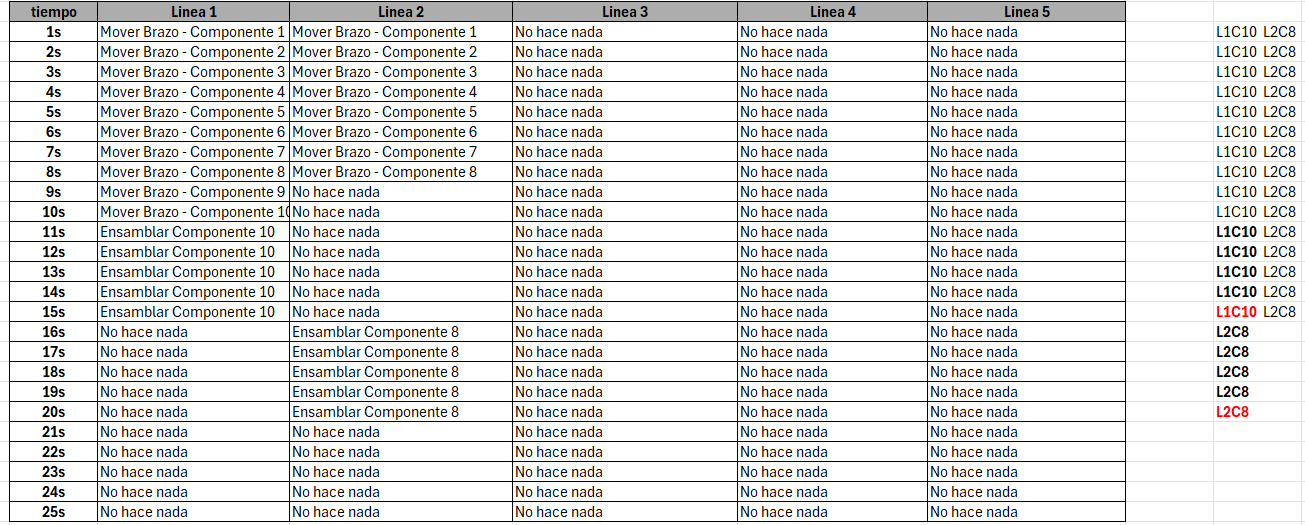 tiempo Linea 1 Linea 2 Linea 3 Linea 4 Linea 5
1s Mover Brazo - Componente 1 Mover Brazo - Componente 1 No hace nada No hace nada No hace nada L1C10 L2C8
2s Mover Brazo - Componente 2 Mover Brazo - Componente 2 No hace nada No hace nada No hace nada L1C10 L2C8
3s Mover Brazo - Componente 3 Mover Brazo - Componente 3 No hace nada No hace nada No hace nada L1C10 L2C8
4s Mover Brazo - Componente 4 Mover Brazo - Componente 4 No hace nada No hace nada No hace nada L1C10 L2C8
5s Mover Brazo - Componente 5 Mover Brazo - Componente 5 No hace nada No hace nada No hace nada L1C10 L2C8
6s Mover Brazo - Componente 6 Mover Brazo - Componente 6 No hace nada No hace nada No hace nada L1C10 L2C8
7s Mover Brazo - Componente 7 Mover Brazo - Componente 7 No hace nada No hace nada No hace nada L1C10 L2C8
8s Mover Brazo - Componente 8 Mover Brazo - Componente 8 No hace nada No hace nada No hace nada L1C10 L2C8
9s Mover Brazo - Componente 9 No hace nada No hace nada No hace nada No hace nada L1C10 L2C8
10s Mover Brazo - Componente 10 No hace nada No hace nada No hace nada No hace nada L1C10 L2C8
11s Ensamblar Componente 10 No hace nada No hace nada No hace nada No hace nada L1C10 L2C8
12s Ensamblar Componente 10 No hace nada No hace nada No hace nada No hace nada L1C10 L2C8
13s Ensamblar Componente 10 No hace nada No hace nada No hace nada No hace nada L1C10 L2C8
14s Ensamblar Componente 10 No hace nada No hace nada No hace nada No hace nada L1C10 L2C8
15s Ensamblar Componente 10 No hace nada No hace nada No hace nada No hace nada L1C10 L2C8
16s No hace nada Ensamblar Componente 8 No hace nada No hace nada No hace nada L2C8
17s No hace nada Ensamblar Componente 8 No hace nada No hace nada No hace nada L2C8
18s No hace nada Ensamblar Componente 8 No hace nada No hace nada No hace nada L2C8
19s No hace nada Ensamblar Componente 8 No hace nada No hace nada No hace nada L2C8
20s No hace nada Ensamblar Componente 8 No hace nada No hace nada No hace nada L2C8
21s No hace nada No hace nada No hace nada No hace nada No hace nada
22s No hace nada No hace nada No hace nada No hace nada No hace nada
23s No hace nada No hace nada No hace nada No hace nada No hace nada
24s No hace nada No hace nada No hace nada No hace nada No hace nada
25s No hace nada No hace nada No hace nada No hace nada No hace nada